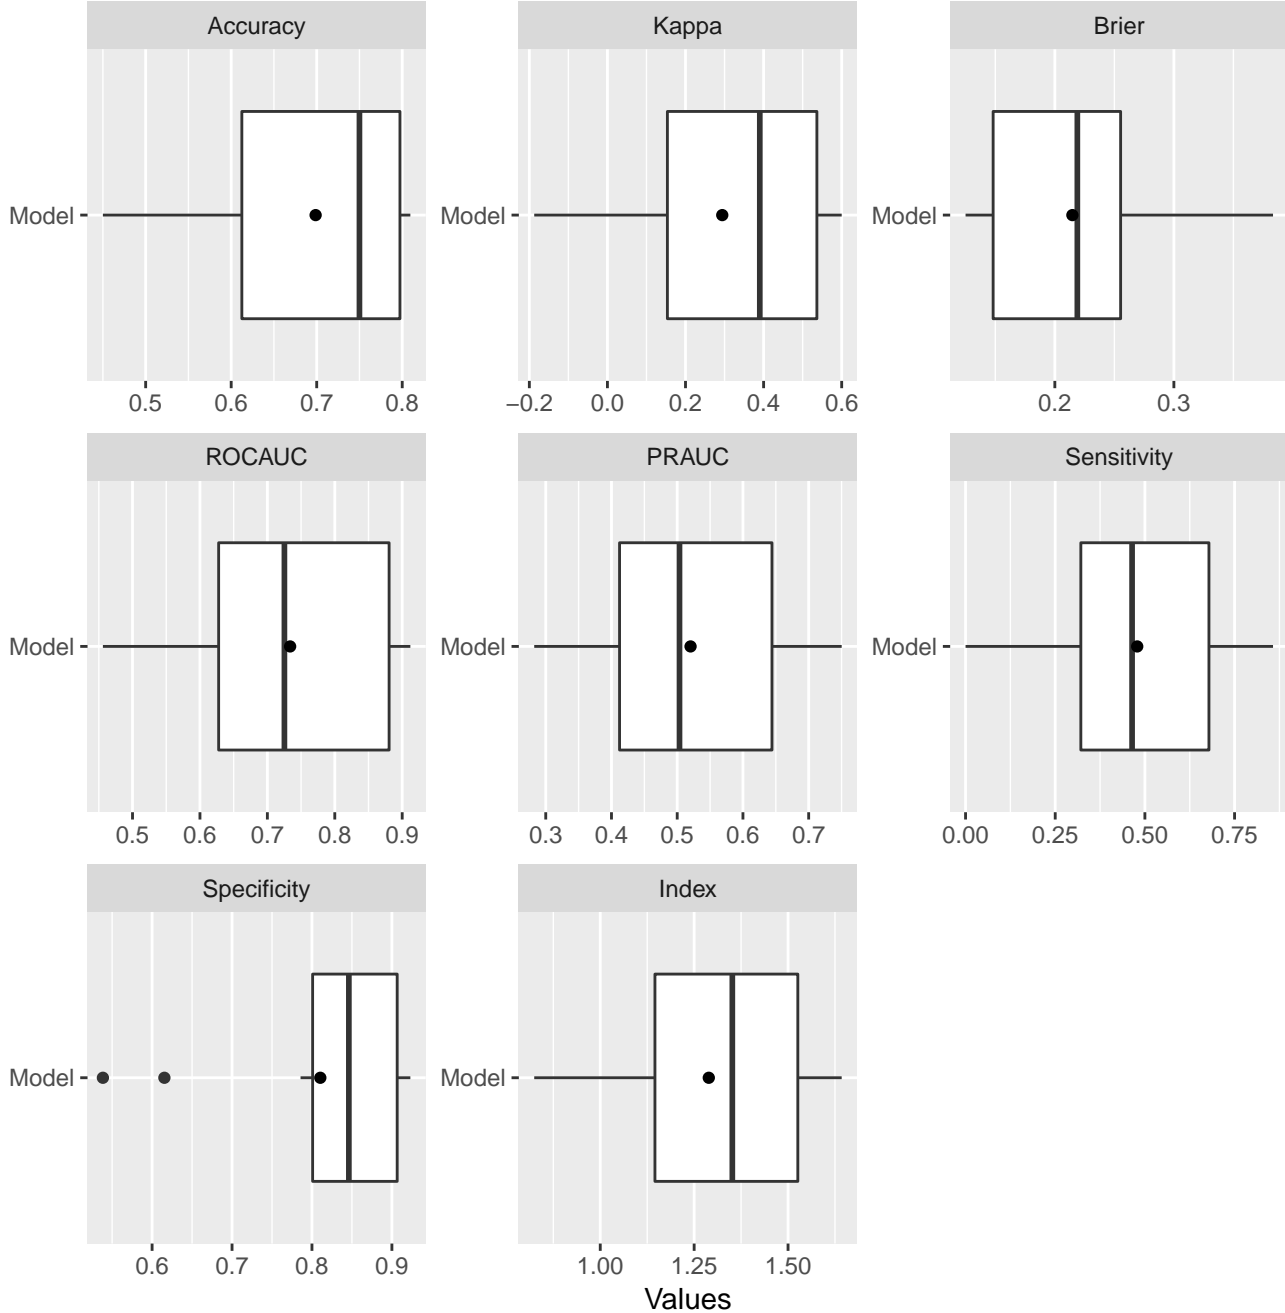 Accuracy Kappa Brier
Model Model Model
0.5 0.6 0.7 0.8 −0.2 0.0 0.2 0.4 0.6 0.2 0.3
ROCAUC PRAUC Sensitivity
Model Model Model
0.5 0.6 0.7 0.8 0.9 0.3 0.4 0.5 0.6 0.7 0.00 0.25 0.50 0.75
Specificity Index
Model Model
0.6 0.7 0.8 0.9 1.00 1.25 1.50
Values